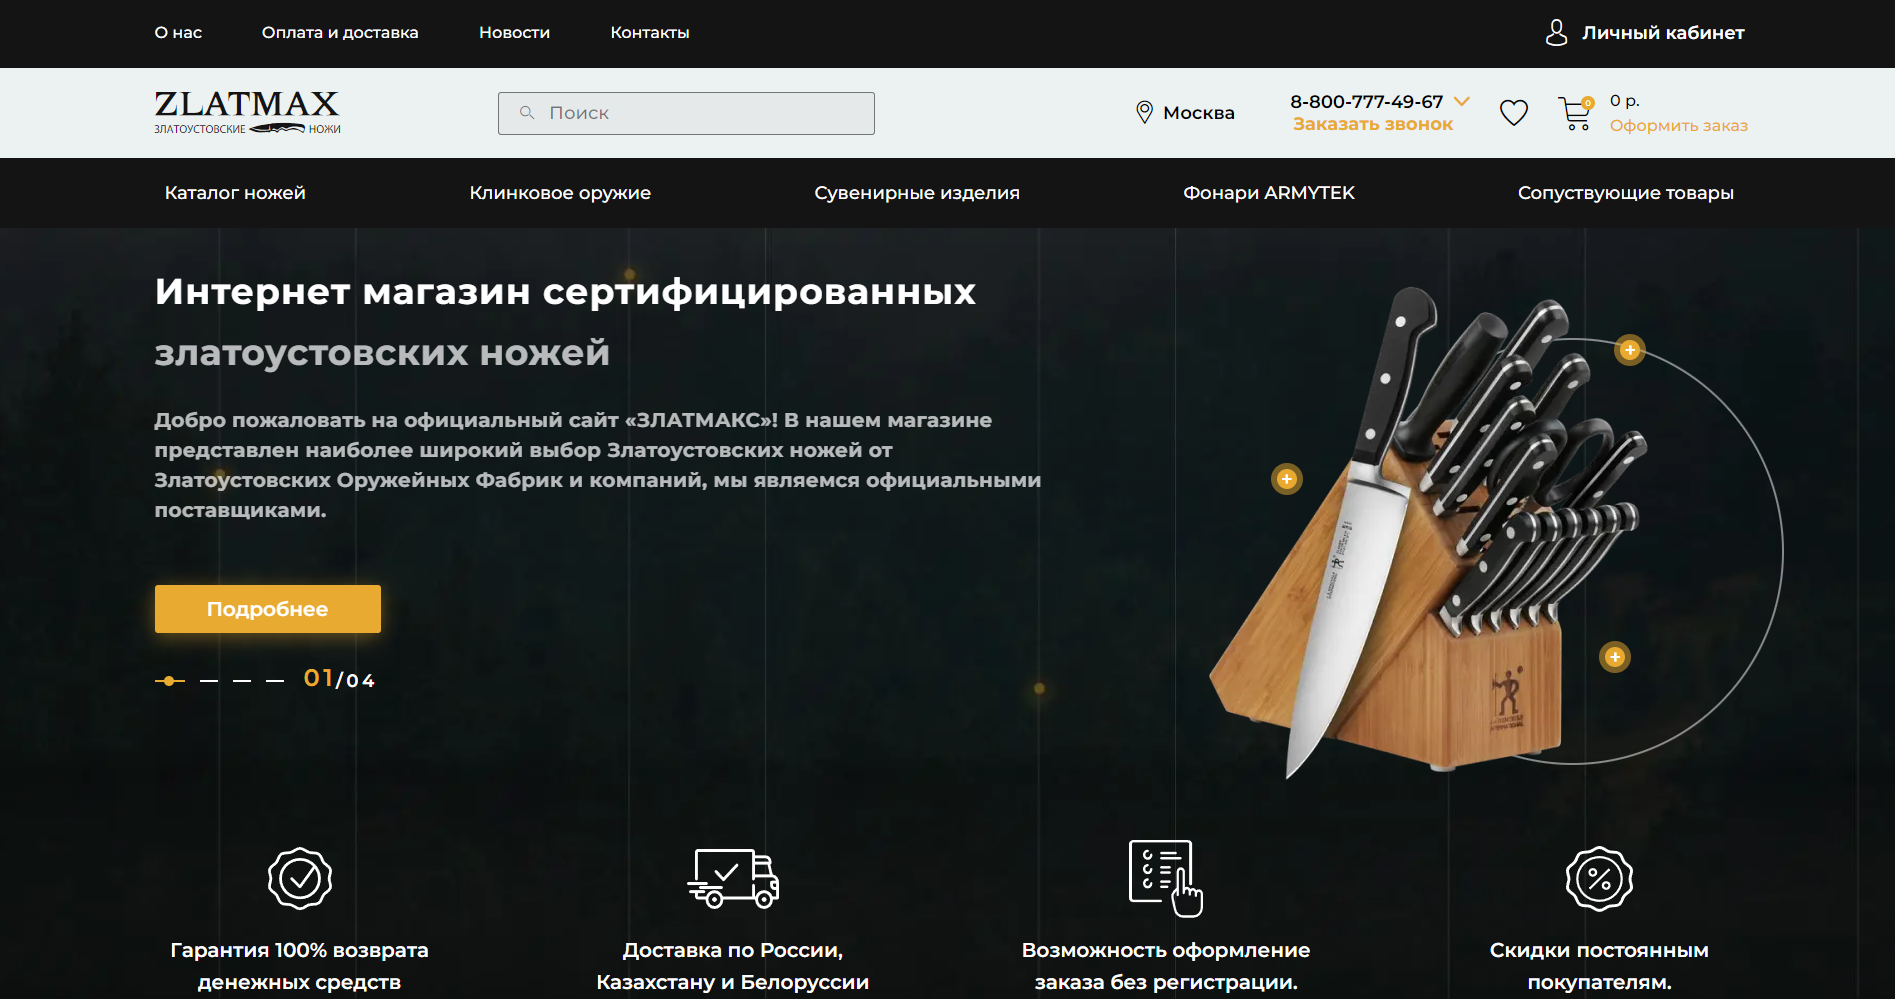 О нас
Оплата и доставка
Новости
Контакты
Личный кабинет
ZLATMAX
ЗЛАТОУСТОВСКИЕ НОЖИ
Поиск
Москва
8-800-777-49-67
Заказать звонок
0
0 р.
Оформить заказ
Каталог ножей
Клинковое оружие
Сувенирные изделия
Фонари ARMYTEK
Сопуствующие товары
Интернет магазин сертифицированных
златоустовских ножей
Добро пожаловать на официальный сайт «ЗЛАТМАКС»! В нашем магазине
представлен наиболее широкий выбор Златоустовских ножей от
Златоустовских Оружейных Фабрик и компаний, мы являемся официальными
поставщиками.
Подробнее
01/04
Гарантия 100% возврата
денежных средств
Доставка по России,
Казахстану и Белоруссии
Возможность оформление
заказа без регистрации.
Скидки постоянным
покупателям.